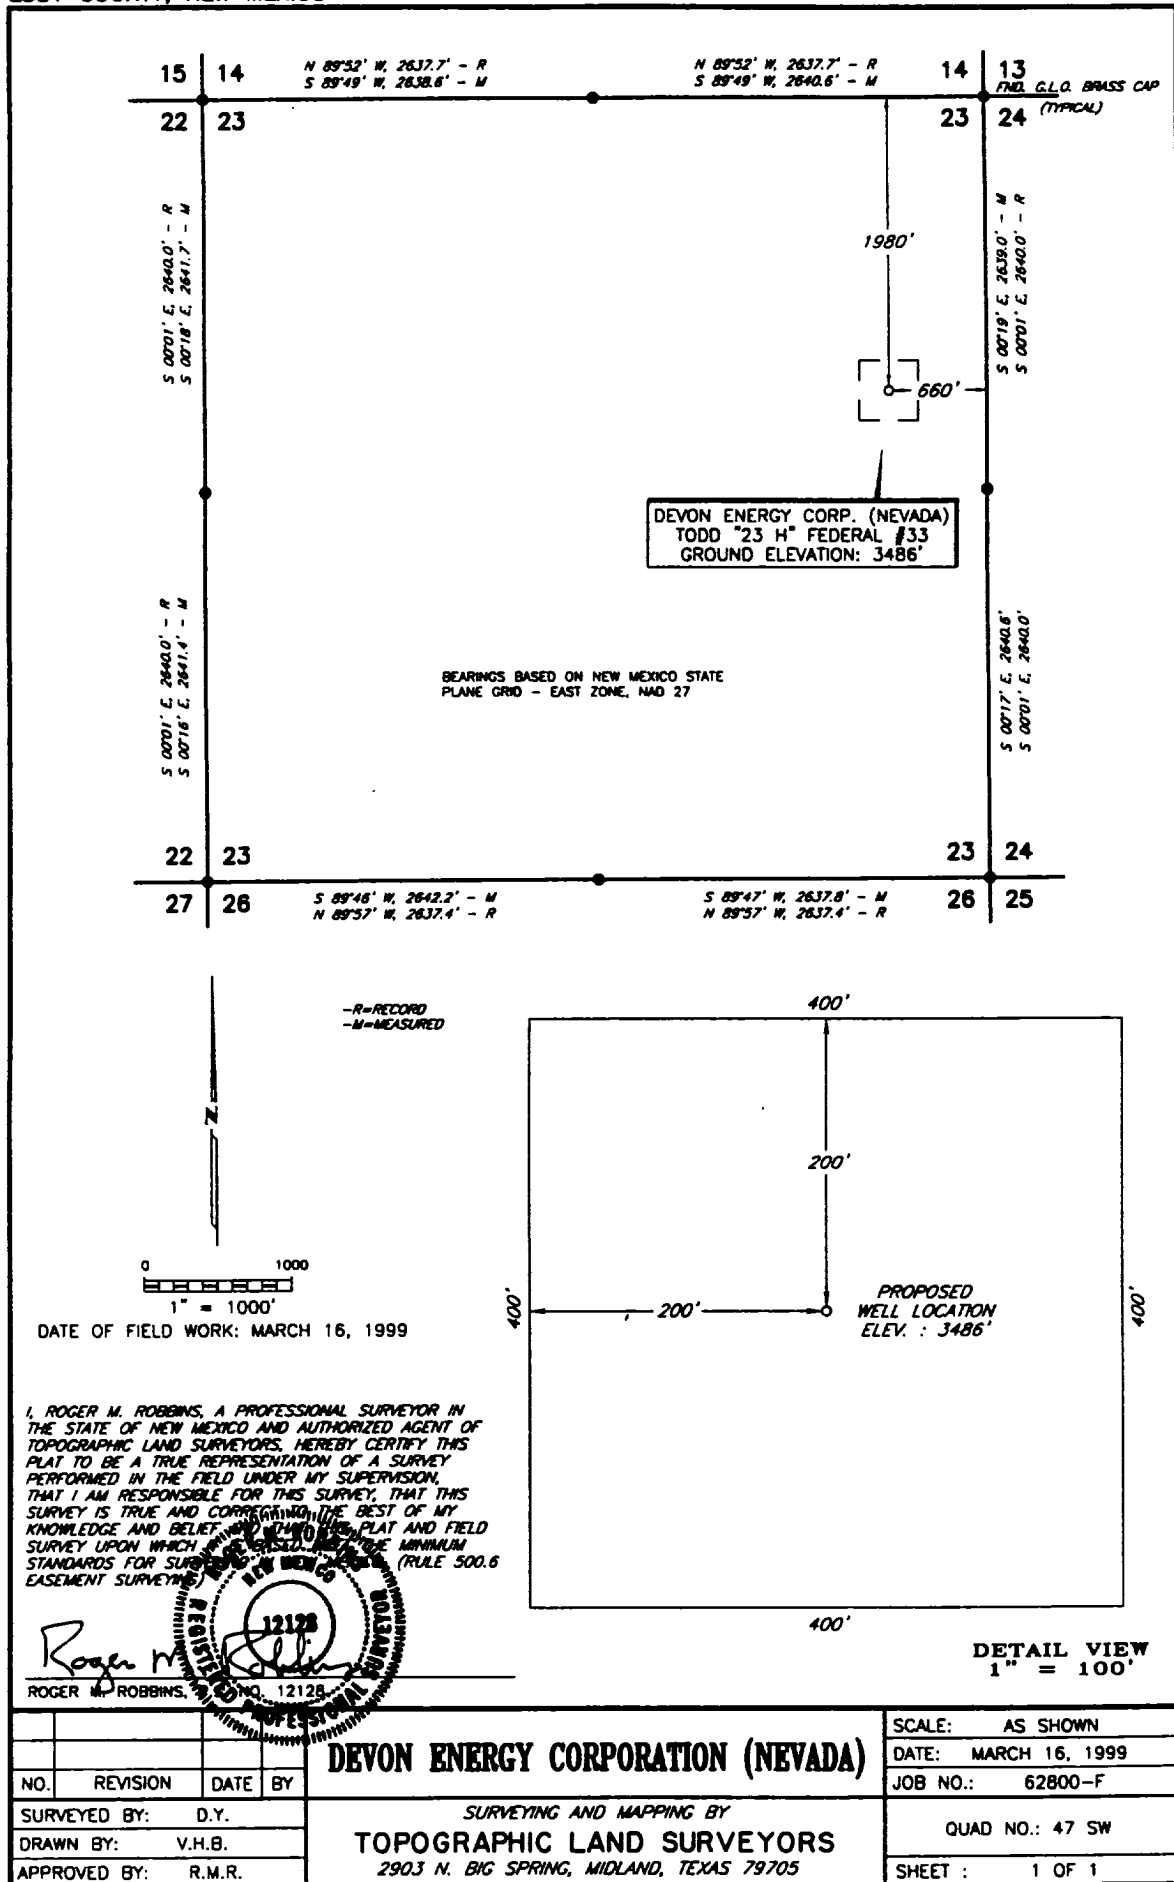 15 14
N 89°52' W, 2637.7' - R
S 89°49' W, 2638.6' - M
N 89°52' W, 2637.7' - R
S 89°49' W, 2640.6' - M
14 13
FND. G.L.O. BRASS CAP
(TYPICAL)
22 23
23 24
S 00°01' E, 2640.0' - R
S 00°18' E, 2641.7' - M
1980'
S 00°19' E, 2639.0' - M
S 00°01' E, 2640.0' - R
660'
DEVON ENERGY CORP. (NEVADA)
TODD "23 H" FEDERAL #33
GROUND ELEVATION: 3486'
S 00°01' E, 2640.0' - R
S 00°16' E, 2641.4' - M
S 00°17' E, 2640.6'
S 00°01' E, 2640.0'
BEARINGS BASED ON NEW MEXICO STATE
PLANE GRID - EAST ZONE, NAD 27
22 23
23 24
27 26
S 89°46' W, 2642.2' - M
N 89°57' W, 2637.4' - R
S 89°47' W, 2637.8' - M
N 89°57' W, 2637.4' - R
26 25
-R=RECORD
-M=MEASURED
N
0 1000
1" = 1000'
DATE OF FIELD WORK: MARCH 16, 1999
400'
200'
400'
200'
PROPOSED
WELL LOCATION
ELEV. : 3486'
400'
400'
DETAIL VIEW
1" = 100'
I, ROGER M. ROBBINS, A PROFESSIONAL SURVEYOR IN
THE STATE OF NEW MEXICO AND AUTHORIZED AGENT OF
TOPOGRAPHIC LAND SURVEYORS, HEREBY CERTIFY THIS
PLAT TO BE A TRUE REPRESENTATION OF A SURVEY
PERFORMED IN THE FIELD UNDER MY SUPERVISION,
THAT I AM RESPONSIBLE FOR THIS SURVEY, THAT THIS
SURVEY IS TRUE AND CORRECT TO THE BEST OF MY
KNOWLEDGE AND BELIEF PLAT AND FIELD
SURVEY UPON WHICH MINIMUM
STANDARDS FOR (RULE 500.6
EASEMENT SURVEYING)
NEW MEXICO
12128
REGISTERED PROFESSIONAL SURVEYOR
Roger M Robbins
ROGER M. ROBBINS, NO. 12128
NO. REVISION DATE BY
SURVEYED BY: D.Y.
DRAWN BY: V.H.B.
APPROVED BY: R.M.R.
DEVON ENERGY CORPORATION (NEVADA)
SURVEYING AND MAPPING BY
TOPOGRAPHIC LAND SURVEYORS
2903 N. BIG SPRING, MIDLAND, TEXAS 79705
SCALE: AS SHOWN
DATE: MARCH 16, 1999
JOB NO.: 62800-F
QUAD NO.: 47 SW
SHEET : 1 OF 1